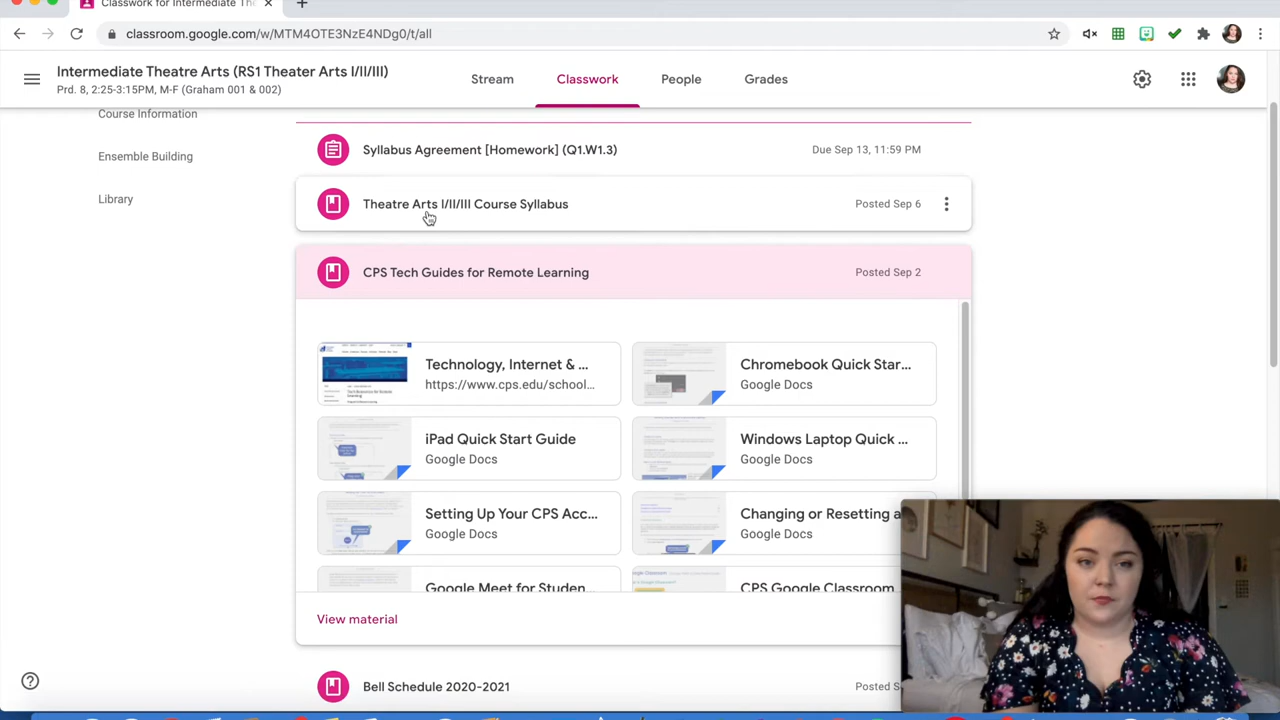 Classwork for Intermediate The
classroom.google.com/w/MTM4OTE3NzE4NDg0/t/all
Intermediate Theatre Arts (RS1 Theater Arts I/II/III)
Prd. 8, 2:25-3:15PM, M-F (Graham 001 & 002)
Stream
Classwork
People
Grades
Course Information
Ensemble Building
Library
Syllabus Agreement [Homework] (Q1.W1.3)
Due Sep 13, 11:59 PM
Theatre Arts I/II/III Course Syllabus
Posted Sep 6
CPS Tech Guides for Remote Learning
Posted Sep 2
Technology, Internet & ...
https://www.cps.edu/school...
Chromebook Quick Star...
Google Docs
iPad Quick Start Guide
Google Docs
Windows Laptop Quick ...
Google Docs
Setting Up Your CPS Acc...
Google Docs
Changing or Resetting a
Google Docs
Google Meet for Studen...
CPS Google Classroom
View material
Bell Schedule 2020-2021
Posted S